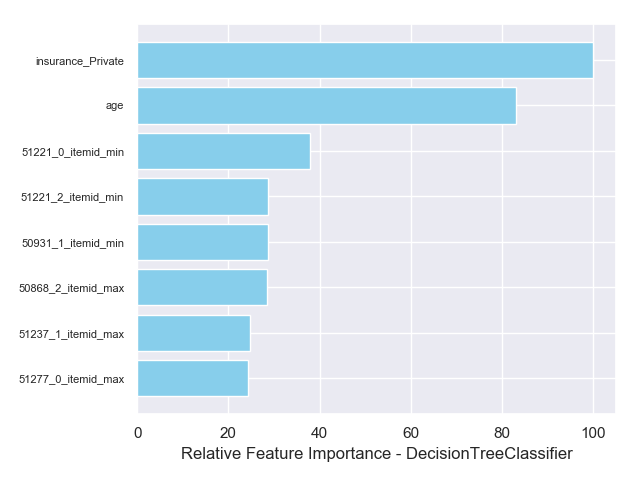 insurance_Private
age
51221_0_itemid_min
51221_2_itemid_min
50931_1_itemid_min
50868_2_itemid_max
51237_1_itemid_max
51277_0_itemid_max
0 20 40 60 80 100
Relative Feature Importance - DecisionTreeClassifier